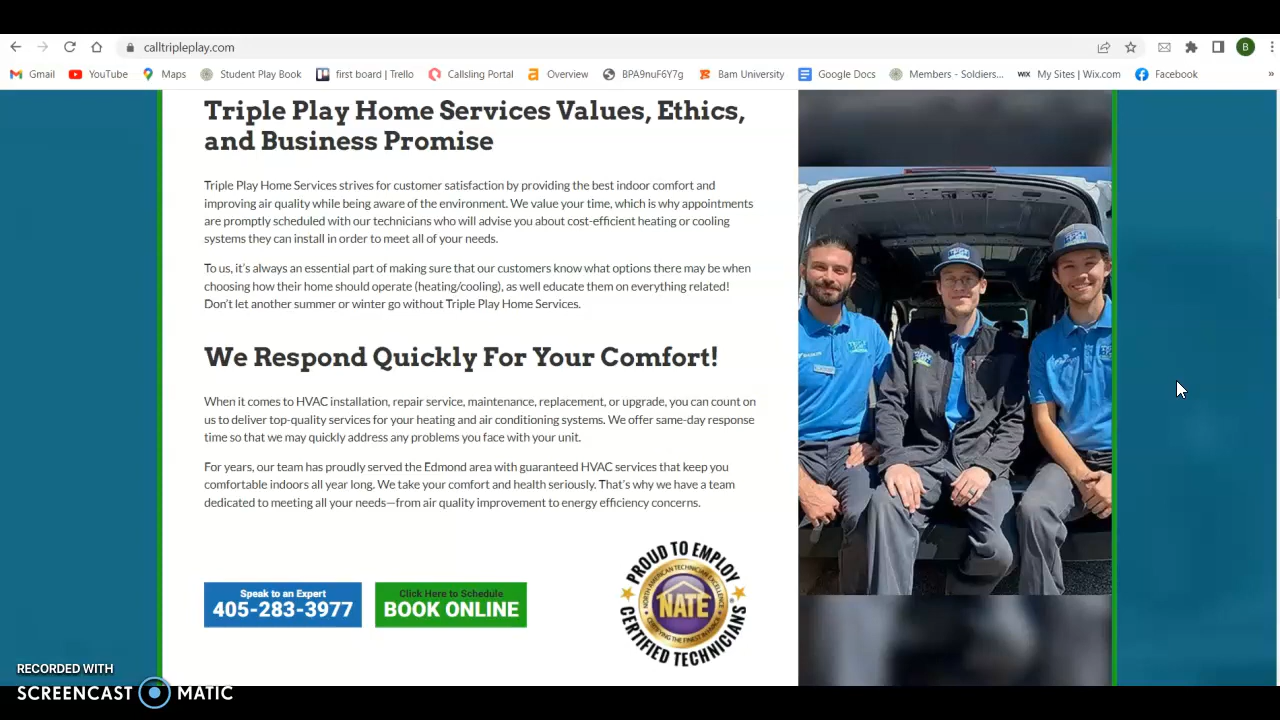 calltripleplay.com
B
Gmail
YouTube
Maps
Student Play Book
first board | Trello
Callsling Portal
Overview
BPA9nuF6Y7g
Bam University
Google Docs
Members - Soldiers...
WIX
My Sites | Wix.com
Facebook
»
Triple Play Home Services Values, Ethics,
and Business Promise
Triple Play Home Services strives for customer satisfaction by providing the best indoor comfort and
improving air quality while being aware of the environment. We value your time, which is why appointments
are promptly scheduled with our technicians who will advise you about cost-efficient heating or cooling
systems they can install in order to meet all of your needs.
To us, it's always an essential part of making sure that our customers know what options there may be when
choosing how their home should operate (heating/cooling), as well educate them on everything related!
Don't let another summer or winter go without Triple Play Home Services.
We Respond Quickly For Your Comfort!
When it comes to HVAC installation, repair service, maintenance, replacement, or upgrade, you can count on
us to deliver top-quality services for your heating and air conditioning systems. We offer same-day response
time so that we may quickly address any problems you face with your unit.
For years, our team has proudly served the Edmond area with guaranteed HVAC services that keep you
comfortable indoors all year long. We take your comfort and health seriously. That's why we have a team
dedicated to meeting all your needs—from air quality improvement to energy efficiency concerns.
Speak to an Expert
405-283-3977
Click Here to Schedule
BOOK ONLINE
PROUD TO EMPLOY
NORTH AMERICAN TECHNICIAN EXCELLENCE
NATE
CERTIFIED TECHNICIANS
RECORDED WITH
SCREENCAST MATIC